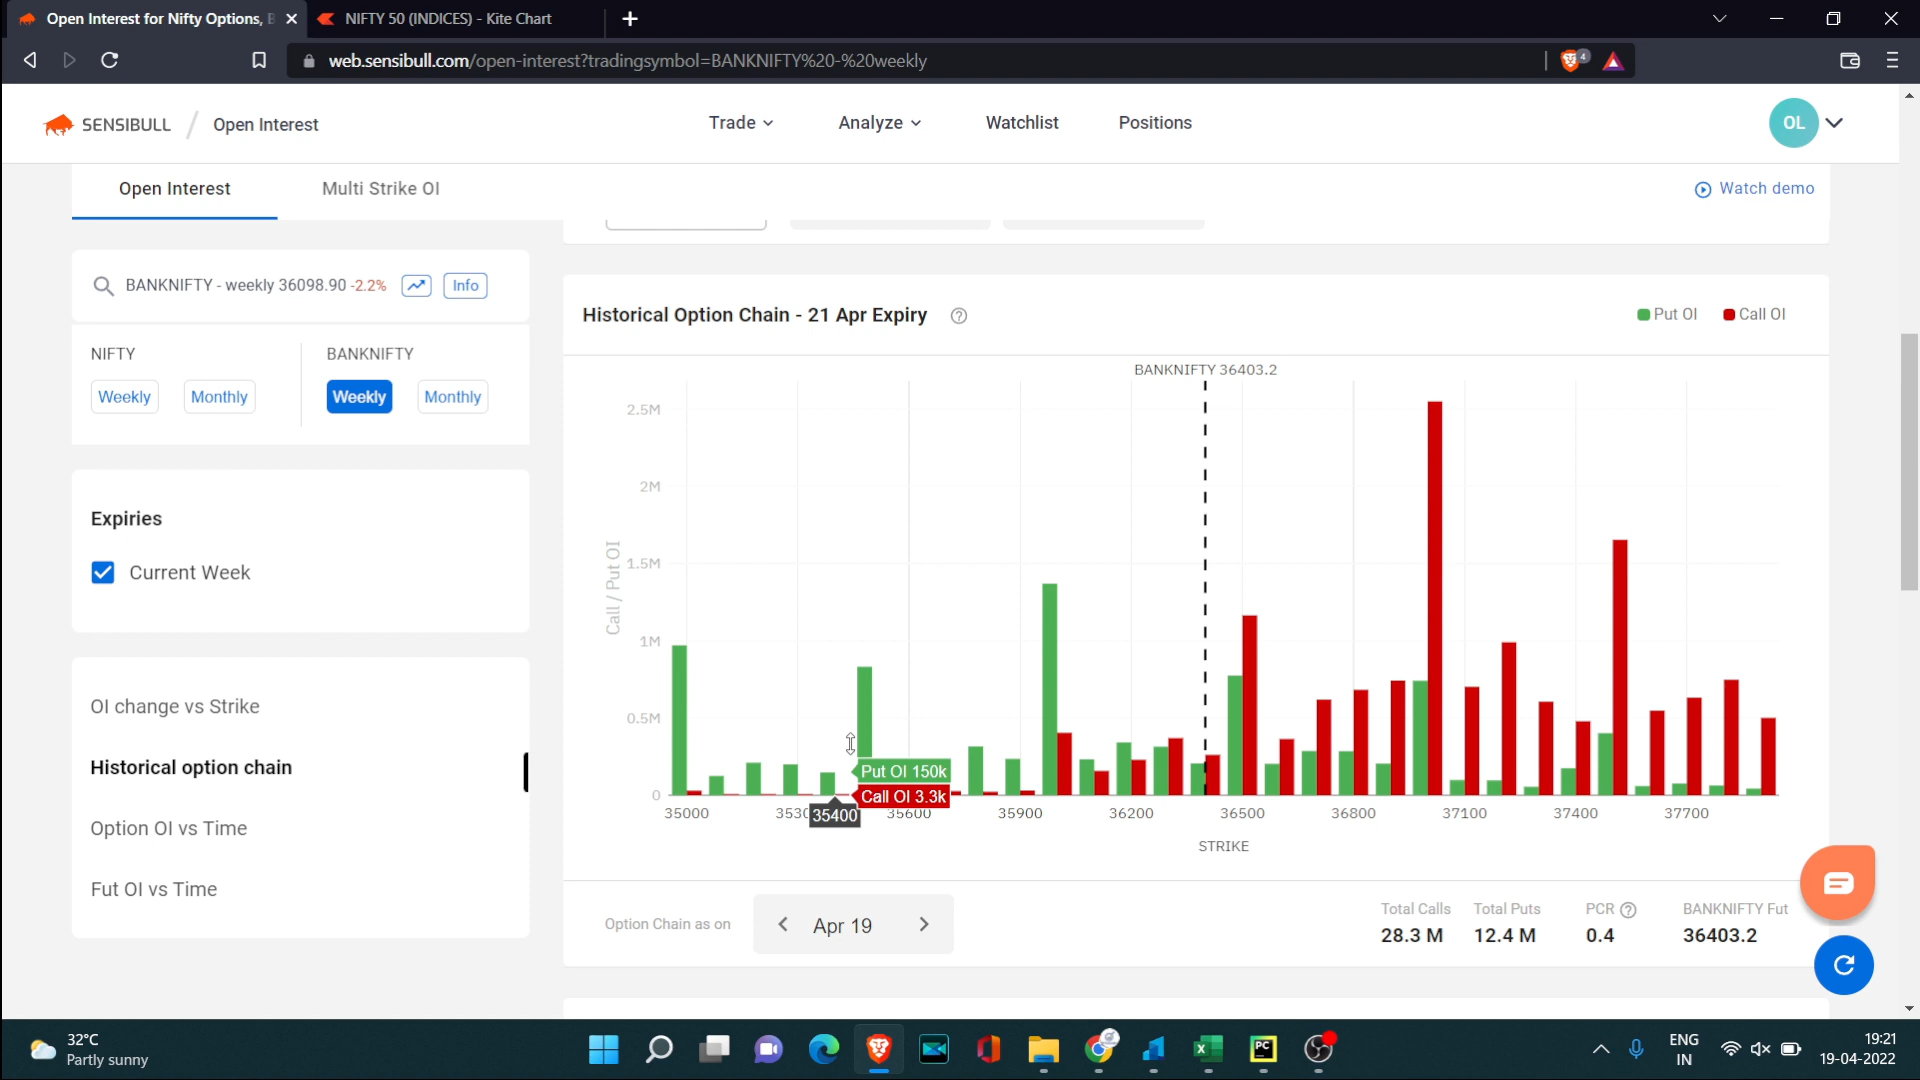 Open Interest for Nifty Options, B
NIFTY 50 (INDICES) - Kite Chart
web.sensibull.com/open-interest?tradingsymbol=BANKNIFTY%20-%20weekly
4
SENSIBULL / Open Interest
Trade
Analyze
Watchlist
Positions
OL
Open Interest
Multi Strike OI
Watch demo
BANKNIFTY - weekly 36098.90 -2.2%
Info
NIFTY
BANKNIFTY
Weekly
Monthly
Weekly
Monthly
Expiries
Current Week
OI change vs Strike
Historical option chain
Option OI vs Time
Fut OI vs Time
Historical Option Chain - 21 Apr Expiry
Put OI
Call OI
BANKNIFTY 36403.2
2.5M
2M
1.5M
1M
0.5M
0
Call / Put OI
Put OI 150k
Call OI 3.3k
35000
3530
35400
35600
35900
36200
36500
36800
37100
37400
37700
STRIKE
Option Chain as on
Apr 19
Total Calls
28.3 M
Total Puts
12.4 M
PCR
0.4
BANKNIFTY Fut
36403.2
32°C
Partly sunny
PC
ENG
IN
19:21
19-04-2022